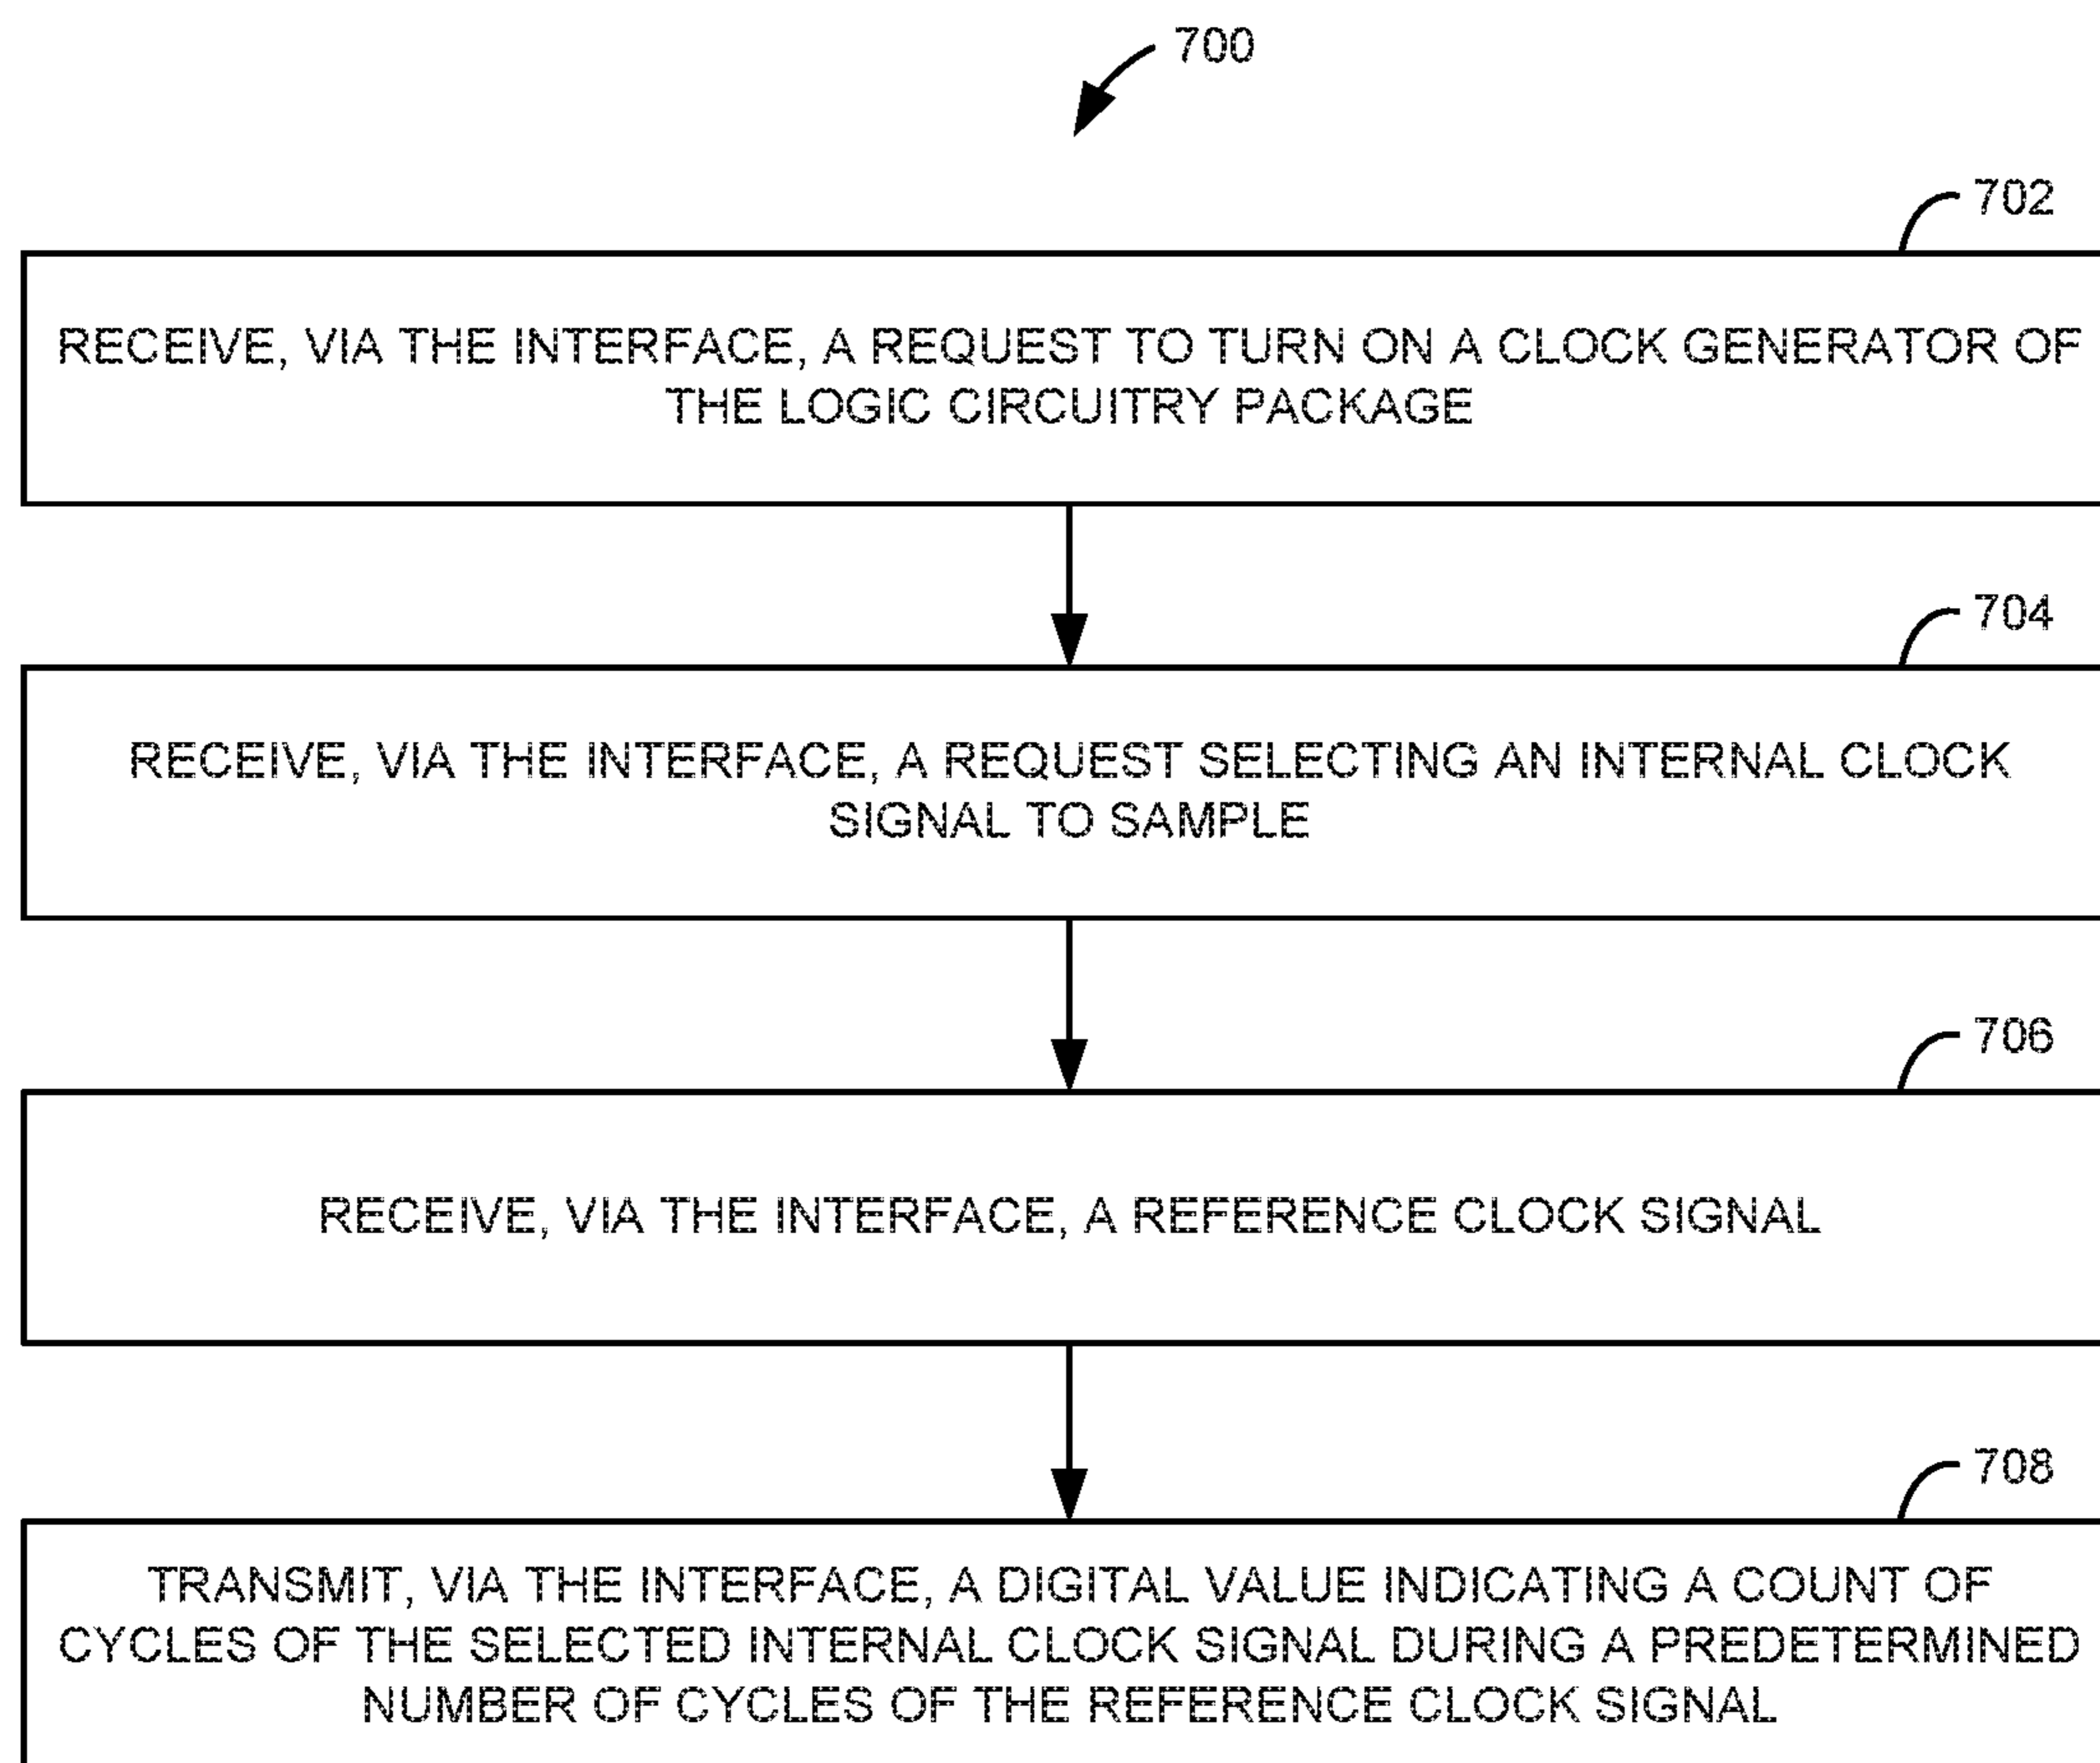 700
702
RECEIVE, VIA THE INTERFACE, A REQUEST TO TURN ON A CLOCK GENERATOR OF
THE LOGIC CIRCUITRY PACKAGE
704
RECEIVE, VIA THE INTERFACE, A REQUEST SELECTING AN INTERNAL CLOCK
SIGNAL TO SAMPLE
706
RECEIVE, VIA THE INTERFACE, A REFERENCE CLOCK SIGNAL
708
TRANSMIT, VIA THE INTERFACE, A DIGITAL VALUE INDICATING A COUNT OF
CYCLES OF THE SELECTED INTERNAL CLOCK SIGNAL DURING A PREDETERMINED
NUMBER OF CYCLES OF THE REFERENCE CLOCK SIGNAL